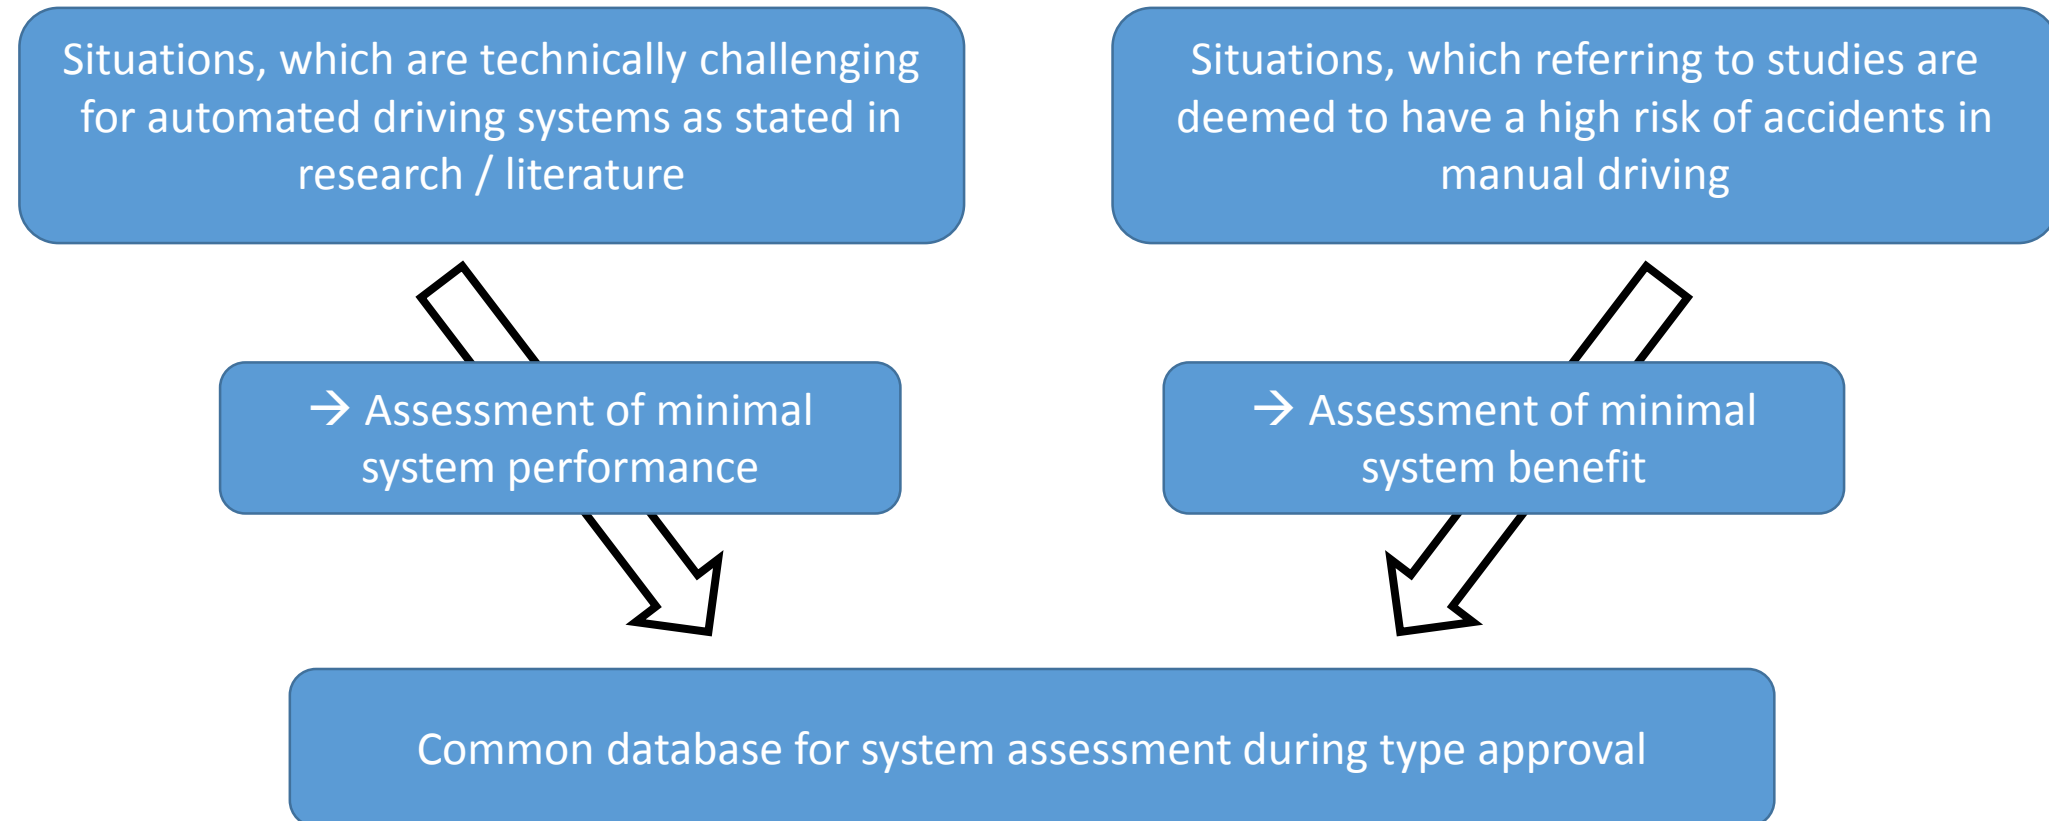 Situations, which are technically challenging
for automated driving systems as stated in
research / literature
Situations, which referring to studies are
deemed to have a high risk of accidents in
manual driving
→ Assessment of minimal
system performance
→ Assessment of minimal
system benefit
Common database for system assessment during type approval